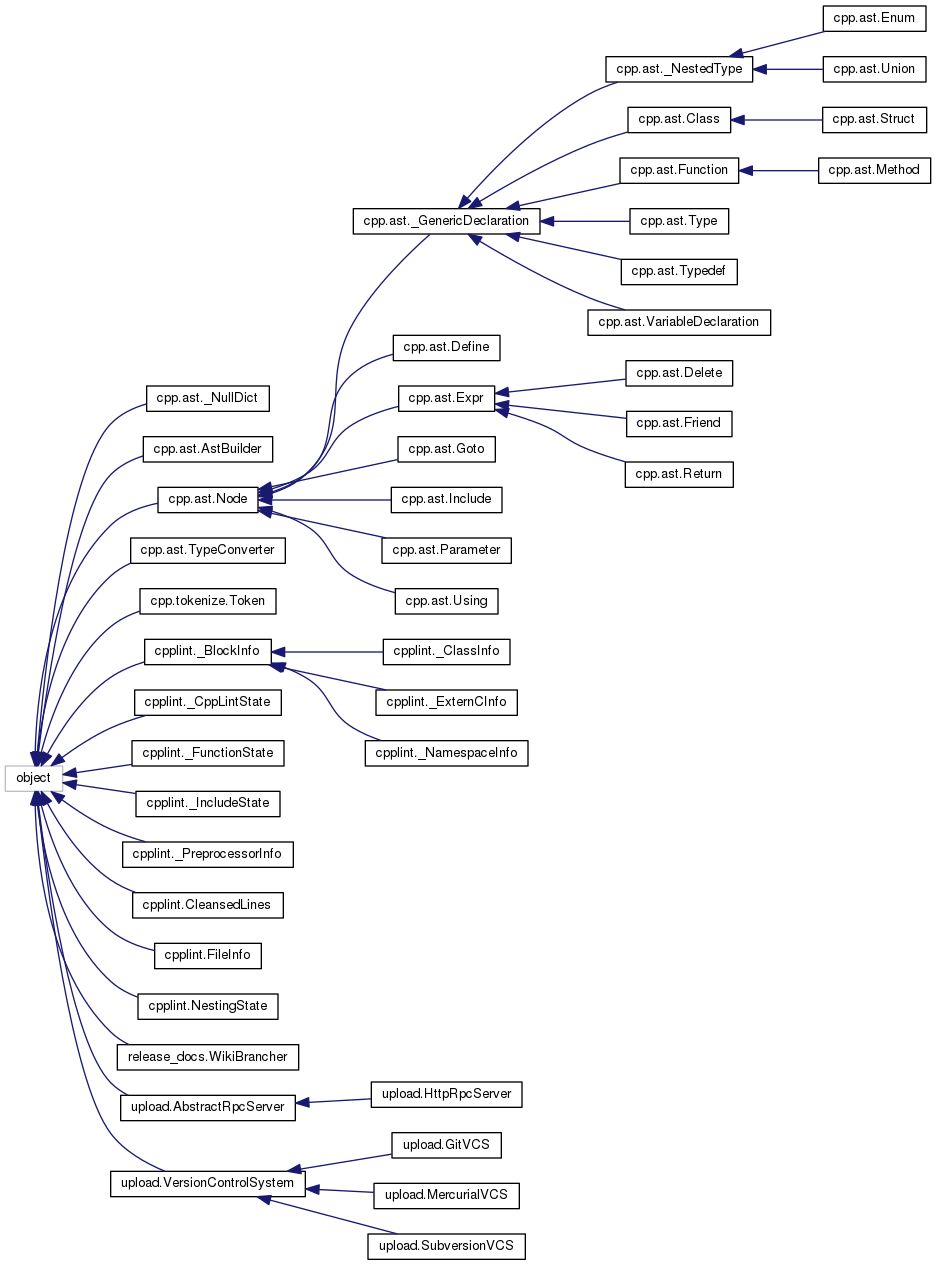 cpp.ast.Enum
cpp.ast._NestedType
cpp.ast.Union
cpp.ast.Class
cpp.ast.Struct
cpp.ast.Function
cpp.ast.Method
cpp.ast._GenericDeclaration
cpp.ast.Type
cpp.ast.Typedef
cpp.ast.VariableDeclaration
cpp.ast.Define
cpp.ast.Delete
cpp.ast._NullDict
cpp.ast.Expr
cpp.ast.Friend
cpp.ast.AstBuilder
cpp.ast.Goto
cpp.ast.Return
cpp.ast.Node
cpp.ast.Include
cpp.ast.TypeConverter
cpp.ast.Parameter
cpp.tokenize.Token
cpp.ast.Using
cpplint._BlockInfo
cpplint._ClassInfo
cpplint._CppLintState
cpplint._ExternCInfo
cpplint._FunctionState
cpplint._NamespaceInfo
object
cpplint._IncludeState
cpplint._PreprocessorInfo
cpplint.CleansedLines
cpplint.FileInfo
cpplint.NestingState
release_docs.WikiBrancher
upload.HttpRpcServer
upload.AbstractRpcServer
upload.GitVCS
upload.VersionControlSystem
upload.MercurialVCS
upload.SubversionVCS